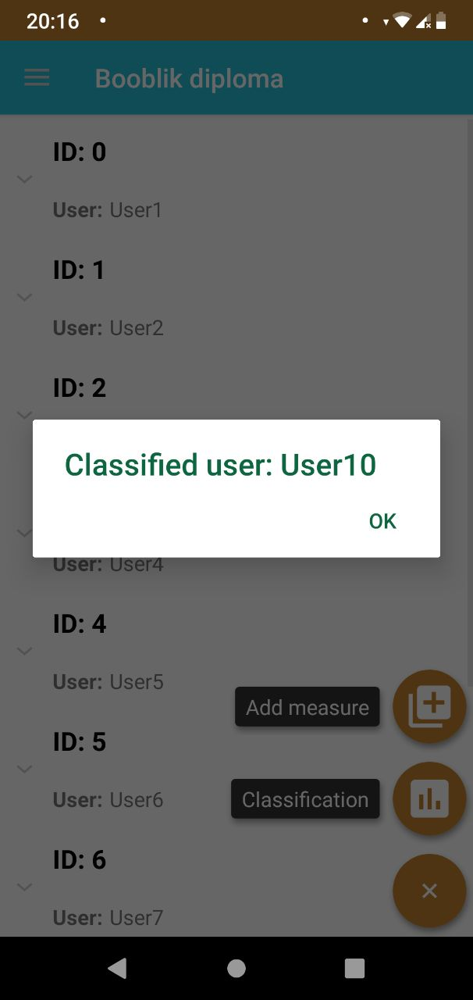 20:16
Booblik diploma
ID: 0
User: User1
ID: 1
User: User2
ID: 2
Classified user: User10
OK
User: User4
ID: 4
User: User5
Add measure
ID: 5
User: User6
Classification
ID: 6
User: User7